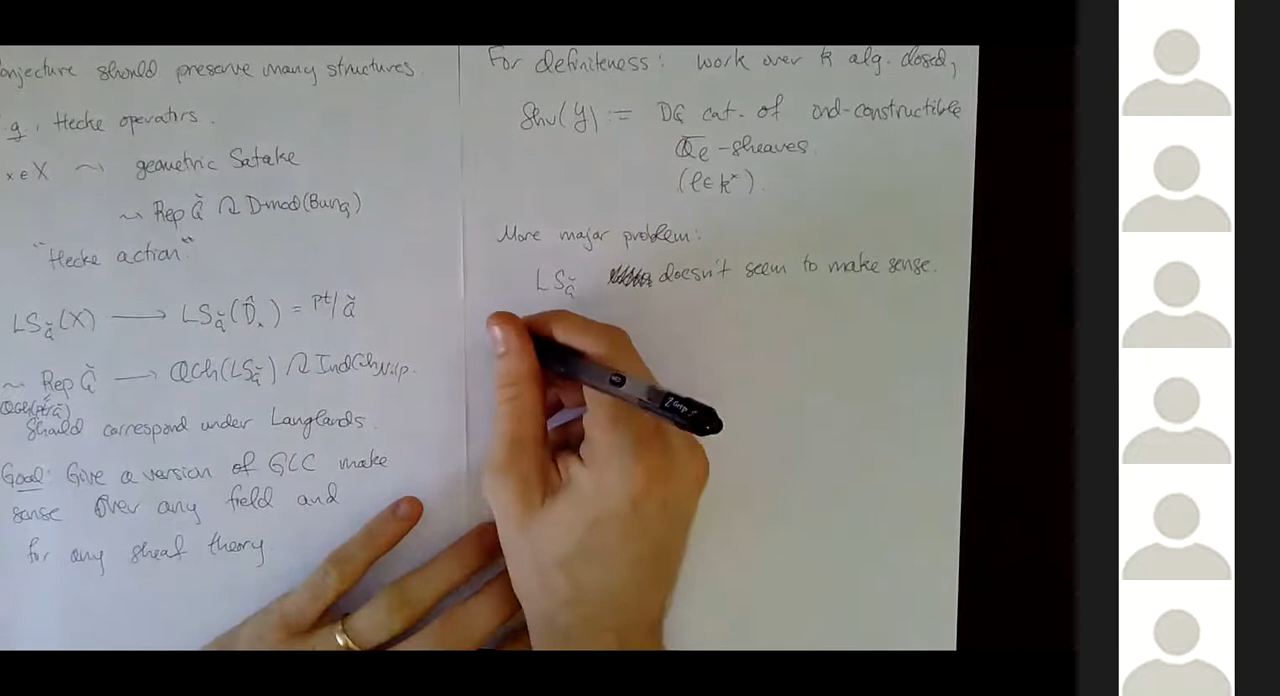 onjecture should preserve many structures.
.g. Hecke operators.
x ∈ X ⇝ geometric Satake
⇝ Rep Ǧ ↷ D-mod(Bun_G)
"Hecke action"
LS_Ǧ(X) ⟶ LS_Ǧ(D̂_x) = pt/Ǧ
⇝ Rep Ǧ ⟶ QCoh(LS_Ǧ) ↷ IndCoh_Nilp.
QCoh(pt/Ǧ)
Should correspond under Langlands.
Goal: Give a version of GLC make
sense over any field and
for any sheaf theory
For definiteness: work over k alg. closed,
Shv(Y) := DG cat. of ind-constructible
Q̄_ℓ-sheaves.
(ℓ ∈ k^×).
More major problem:
LS_Ǧ doesn't seem to make sense.